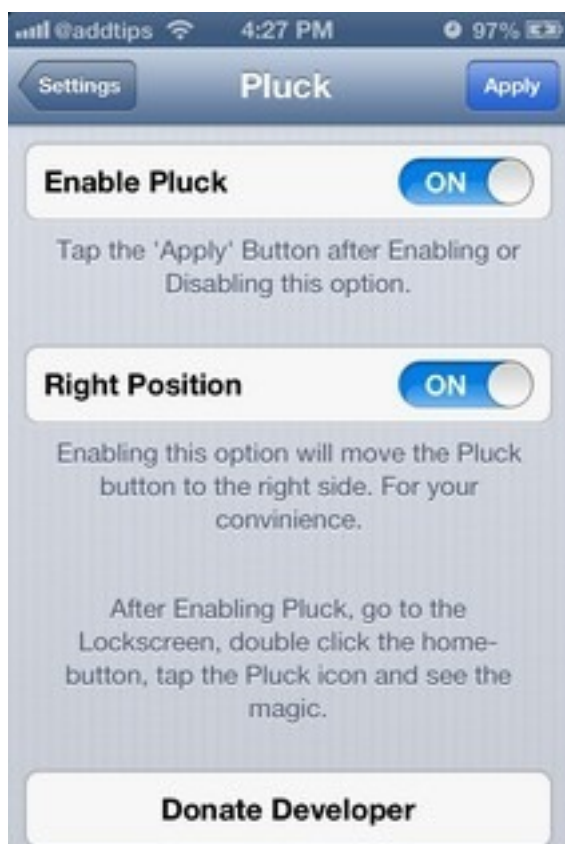 @addtips 4:27 PM 97%
Settings Pluck Apply
Enable Pluck ON
Tap the 'Apply' Button after Enabling or
Disabling this option.
Right Position ON
Enabling this option will move the Pluck
button to the right side. For your
convinience.
After Enabling Pluck, go to the
Lockscreen, double click the home-
button, tap the Pluck icon and see the
magic.
Donate Developer